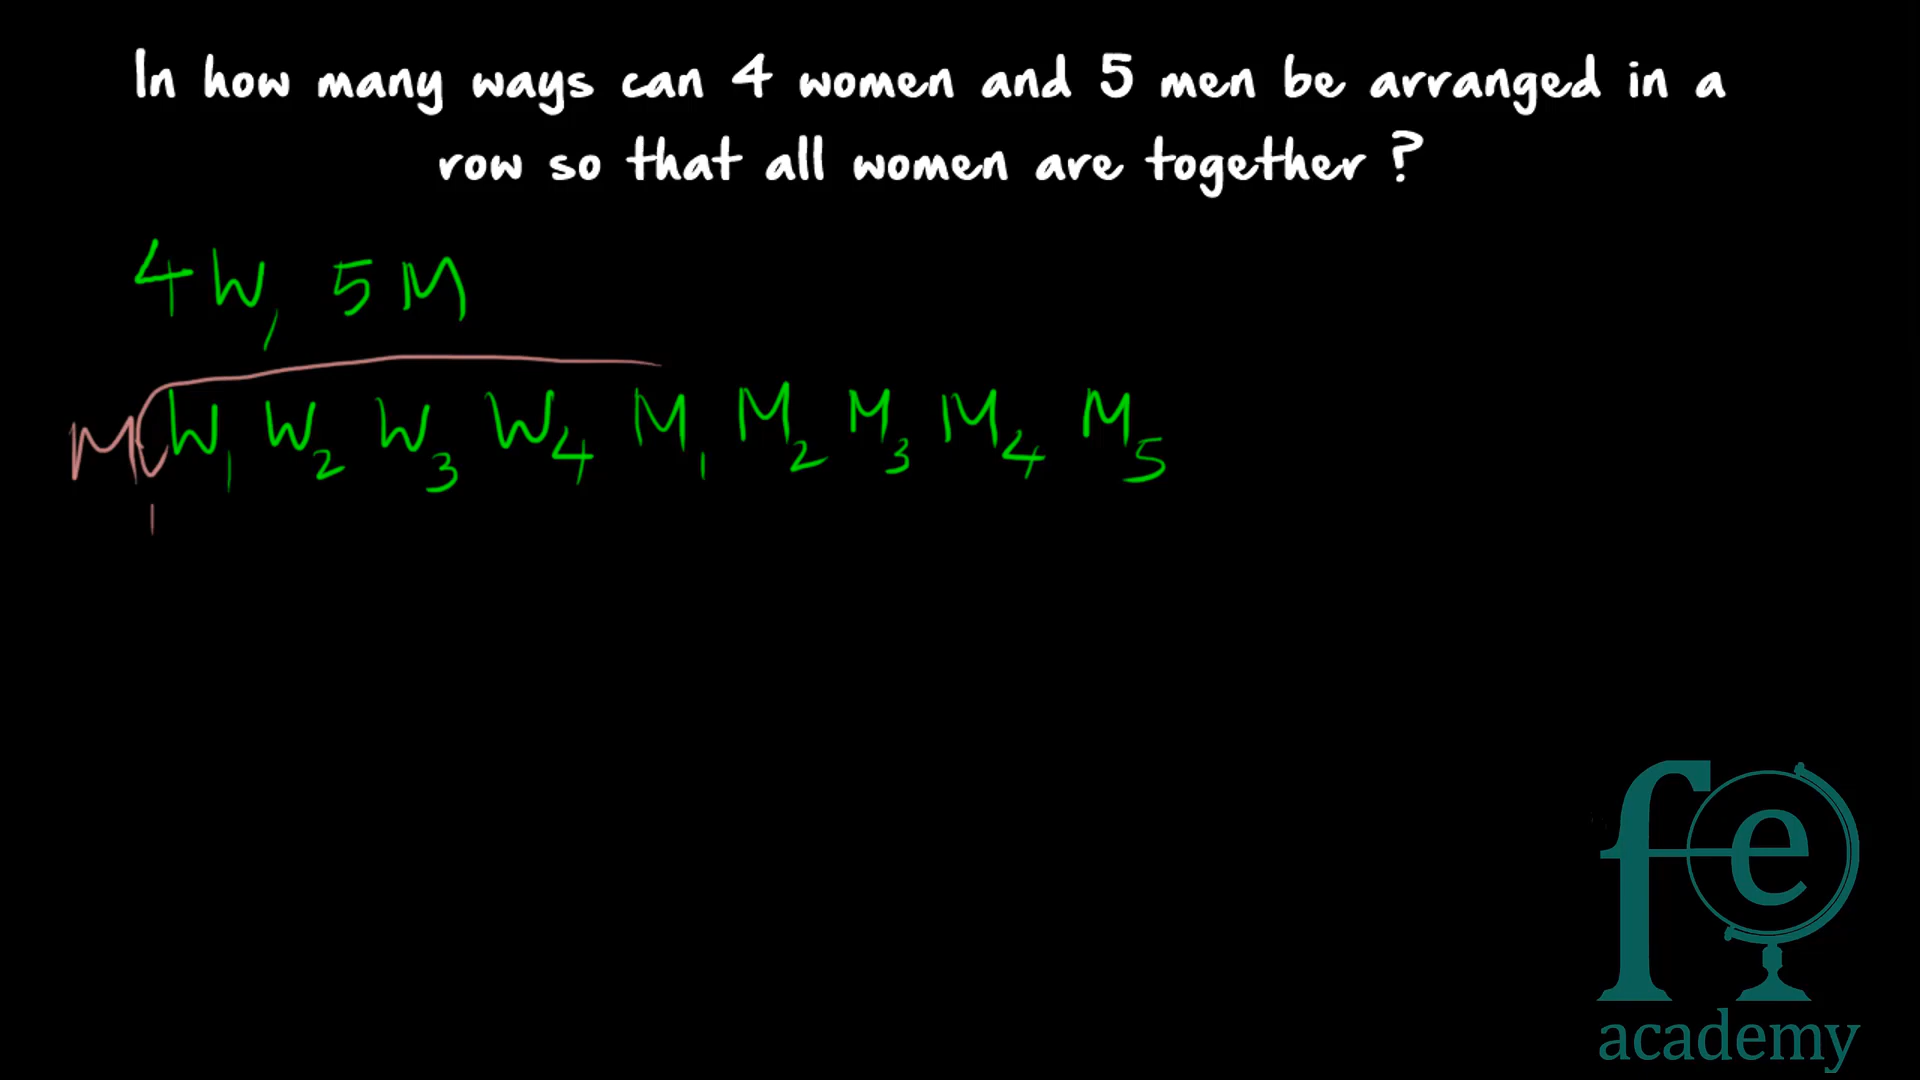 In how many ways can 4 women and 5 men be arranged in a
row so that all women are together ?
4W, 5M
M W1 W2 W3 W4 M1 M2 M3 M4 M5
1
fe
academy